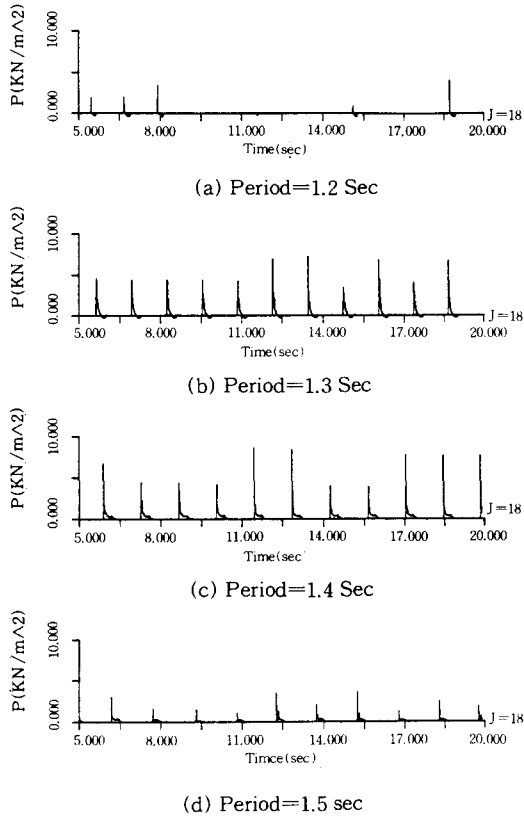 P(KN/m∧2)
10.000
0.000
5.000 8.000 11.000 14.000 17.000 20.000
J=18
Time(sec)
(a) Period=1.2 Sec
P(KN/m∧2)
10.000
0.000
5.000 8.000 11.000 14.000 17.000 20.000
J=18
Time(sec)
(b) Period=1.3 Sec
P(KN/m∧2)
10.000
0.000
5.000 8.000 11.000 14.000 17.000 20.000
J=18
Time(sec)
(c) Period=1.4 Sec
P(KN/m∧2)
10.000
0.000
5.000 8.000 11.000 14.000 17.000 20.000
J=18
Timce(sec)
(d) Period=1.5 sec